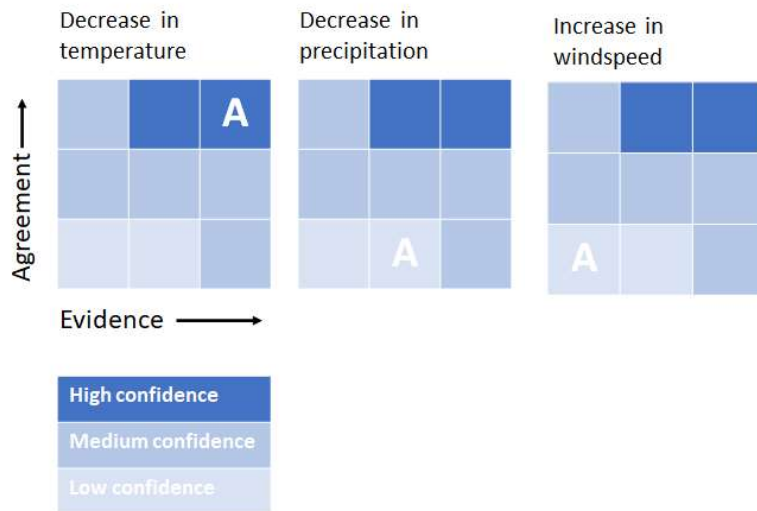 Decrease in
temperature
Decrease in
precipitation
Increase in
windspeed
A
A
A
Agreement
Evidence
High confidence
Medium confidence
Low confidence